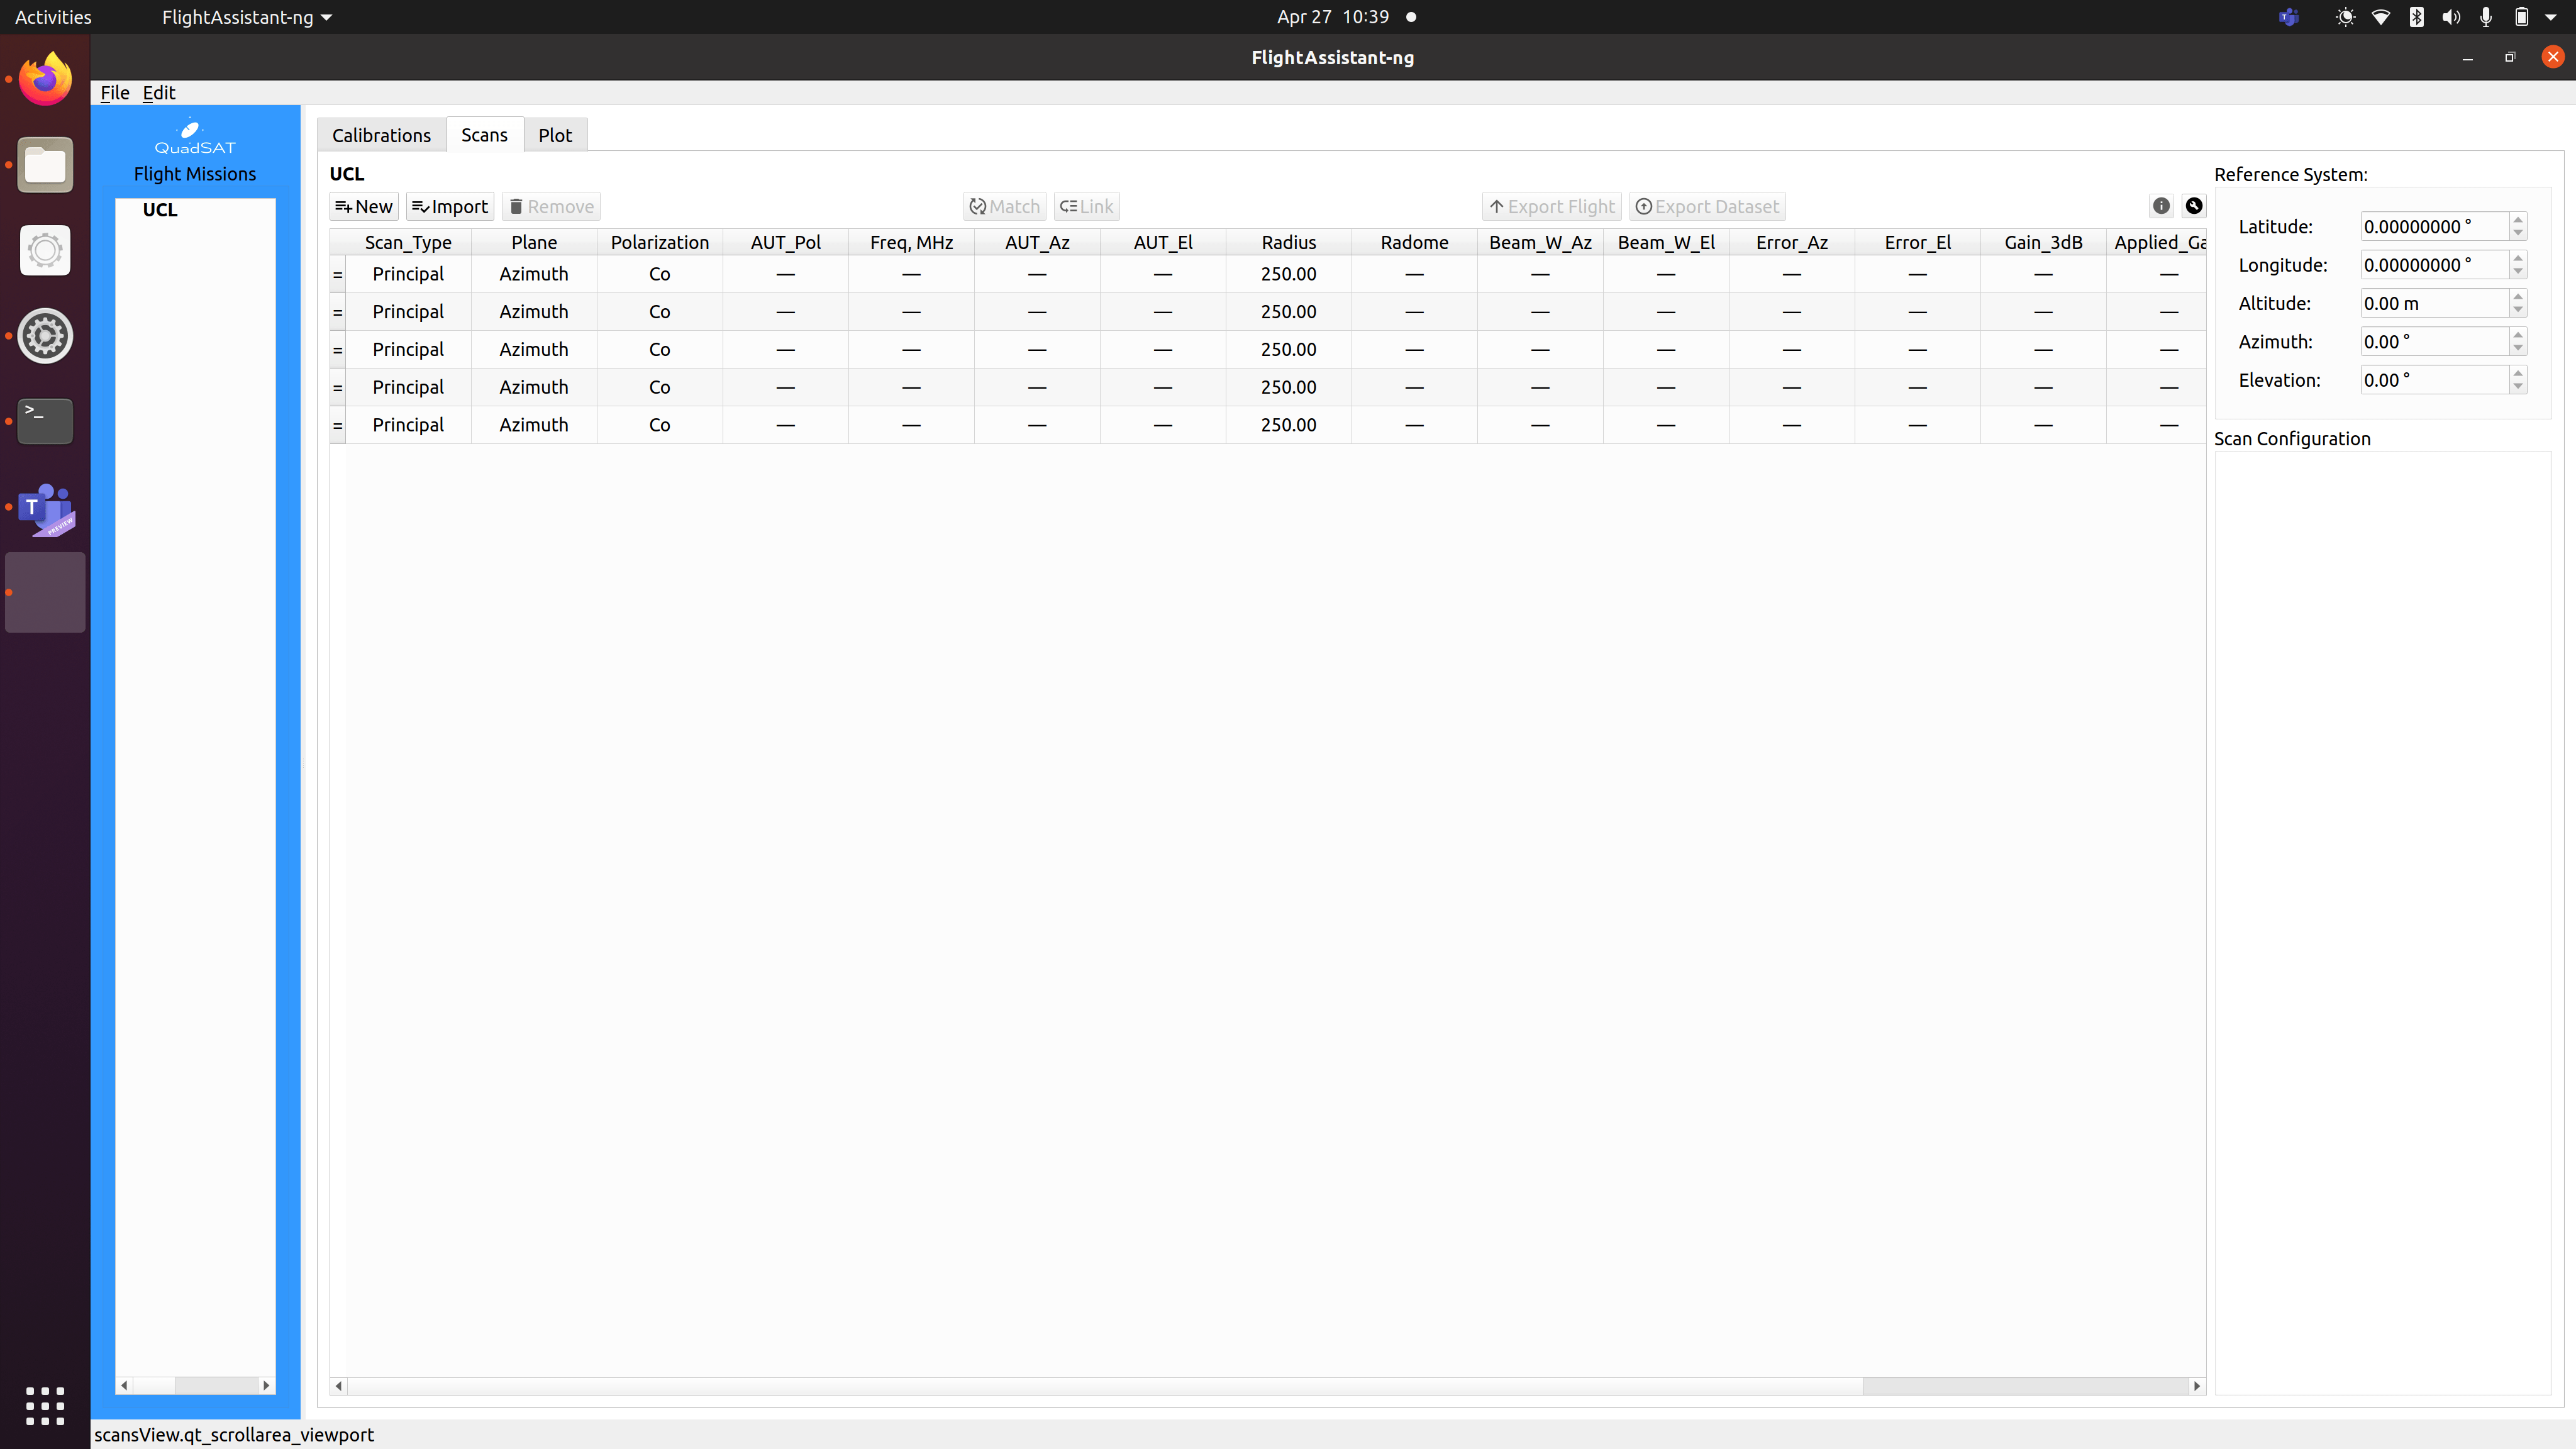 Activities FlightAssistant-ng Apr 27 10:39
FlightAssistant-ng
File Edit
QuadSAT
Flight Missions
UCL
Calibrations Scans Plot
UCL
New Import Remove Match Link Export Flight Export Dataset
Scan_Type Plane Polarization AUT_Pol Freq, MHz AUT_Az AUT_El Radius Radome Beam_W_Az Beam_W_El Error_Az Error_El Gain_3dB Applied_Ga
= Principal Azimuth Co — — — — 250.00 — — — — — — —
= Principal Azimuth Co — — — — 250.00 — — — — — — —
= Principal Azimuth Co — — — — 250.00 — — — — — — —
= Principal Azimuth Co — — — — 250.00 — — — — — — —
= Principal Azimuth Co — — — — 250.00 — — — — — — —
Reference System:
Latitude: 0.00000000 °
Longitude: 0.00000000 °
Altitude: 0.00 m
Azimuth: 0.00 °
Elevation: 0.00 °
Scan Configuration
>_
T
PREVIEW
scansView.qt_scrollarea_viewport